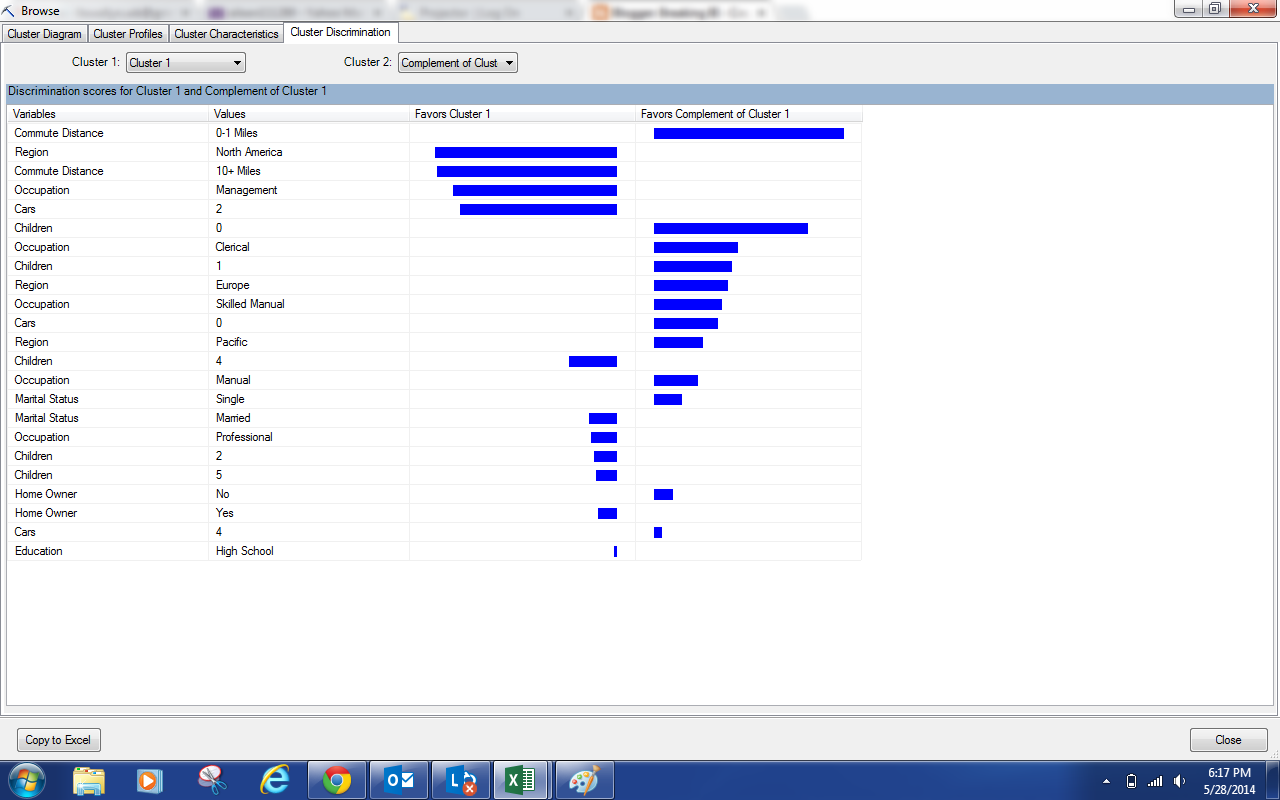 Browse
Cluster Diagram Cluster Profiles Cluster Characteristics Cluster Discrimination
Cluster 1: Cluster 1 Cluster 2: Complement of Clust
Discrimination scores for Cluster 1 and Complement of Cluster 1
Variables Values Favors Cluster 1 Favors Complement of Cluster 1
Commute Distance 0-1 Miles
Region North America
Commute Distance 10+ Miles
Occupation Management
Cars 2
Children 0
Occupation Clerical
Children 1
Region Europe
Occupation Skilled Manual
Cars 0
Region Pacific
Children 4
Occupation Manual
Marital Status Single
Marital Status Married
Occupation Professional
Children 2
Children 5
Home Owner No
Home Owner Yes
Cars 4
Education High School
Copy to Excel Close
6:17 PM
5/28/2014